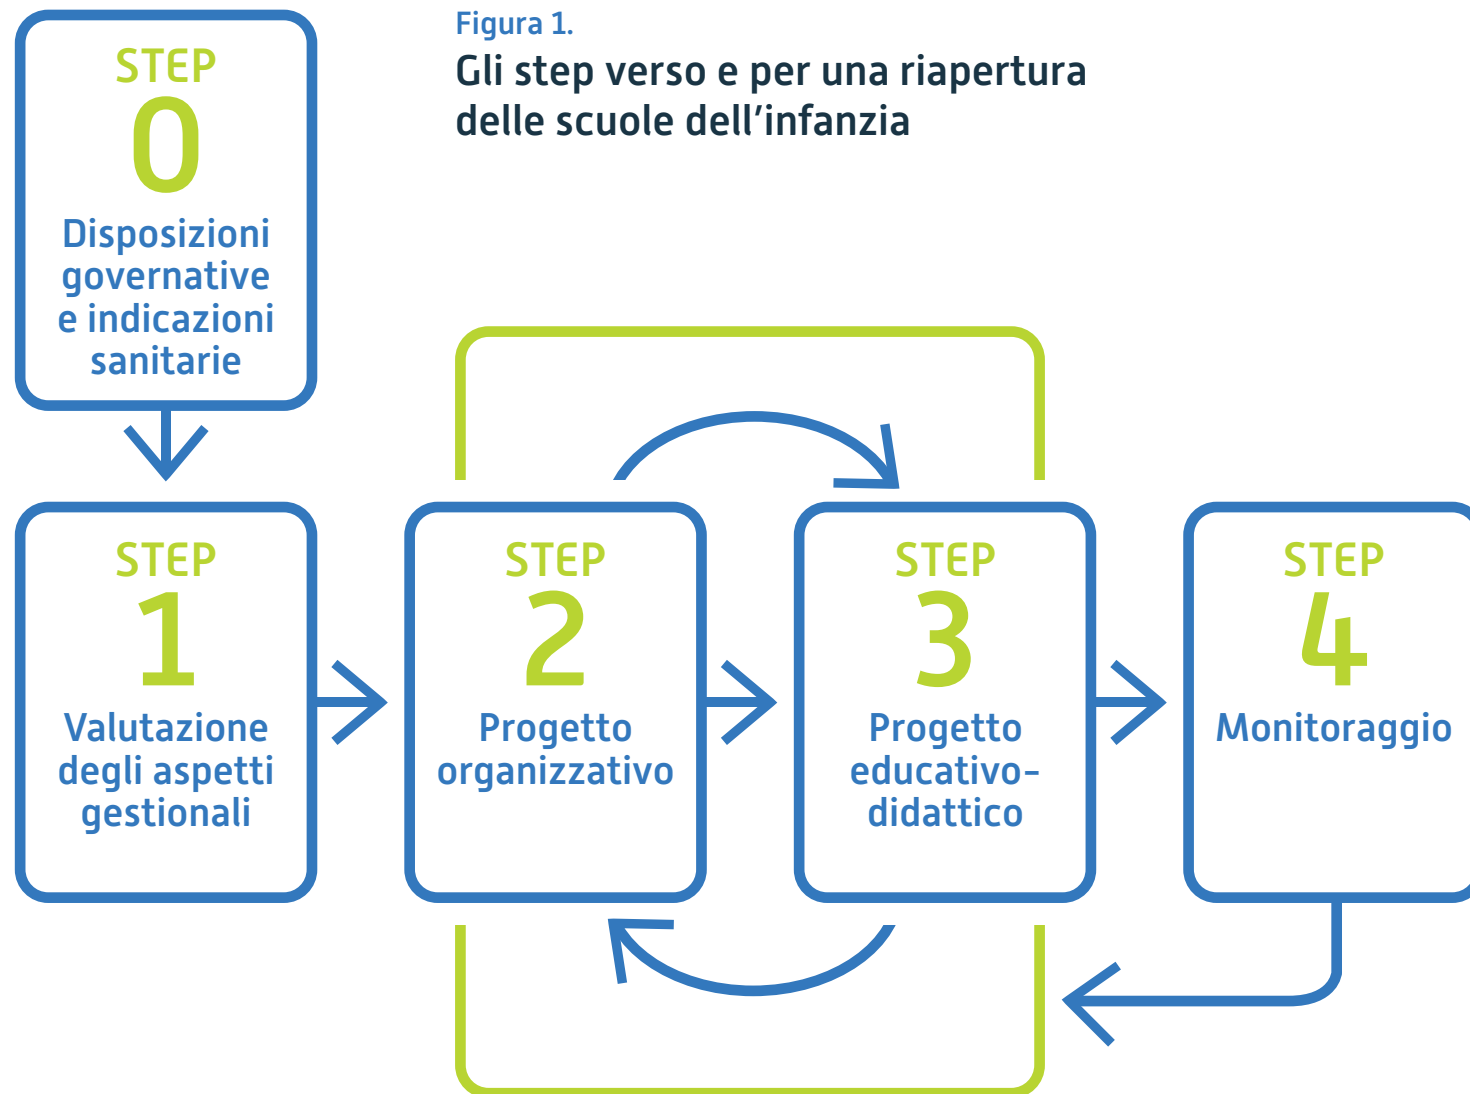 Figura 1.
Gli step verso e per una riapertura
delle scuole dell’infanzia
STEP
0
Disposizioni
governative
e indicazioni
sanitarie
STEP
1
Valutazione
degli aspetti
gestionali
STEP
2
Progetto
organizzativo
STEP
3
Progetto
educativo-
didattico
STEP
4
Monitoraggio